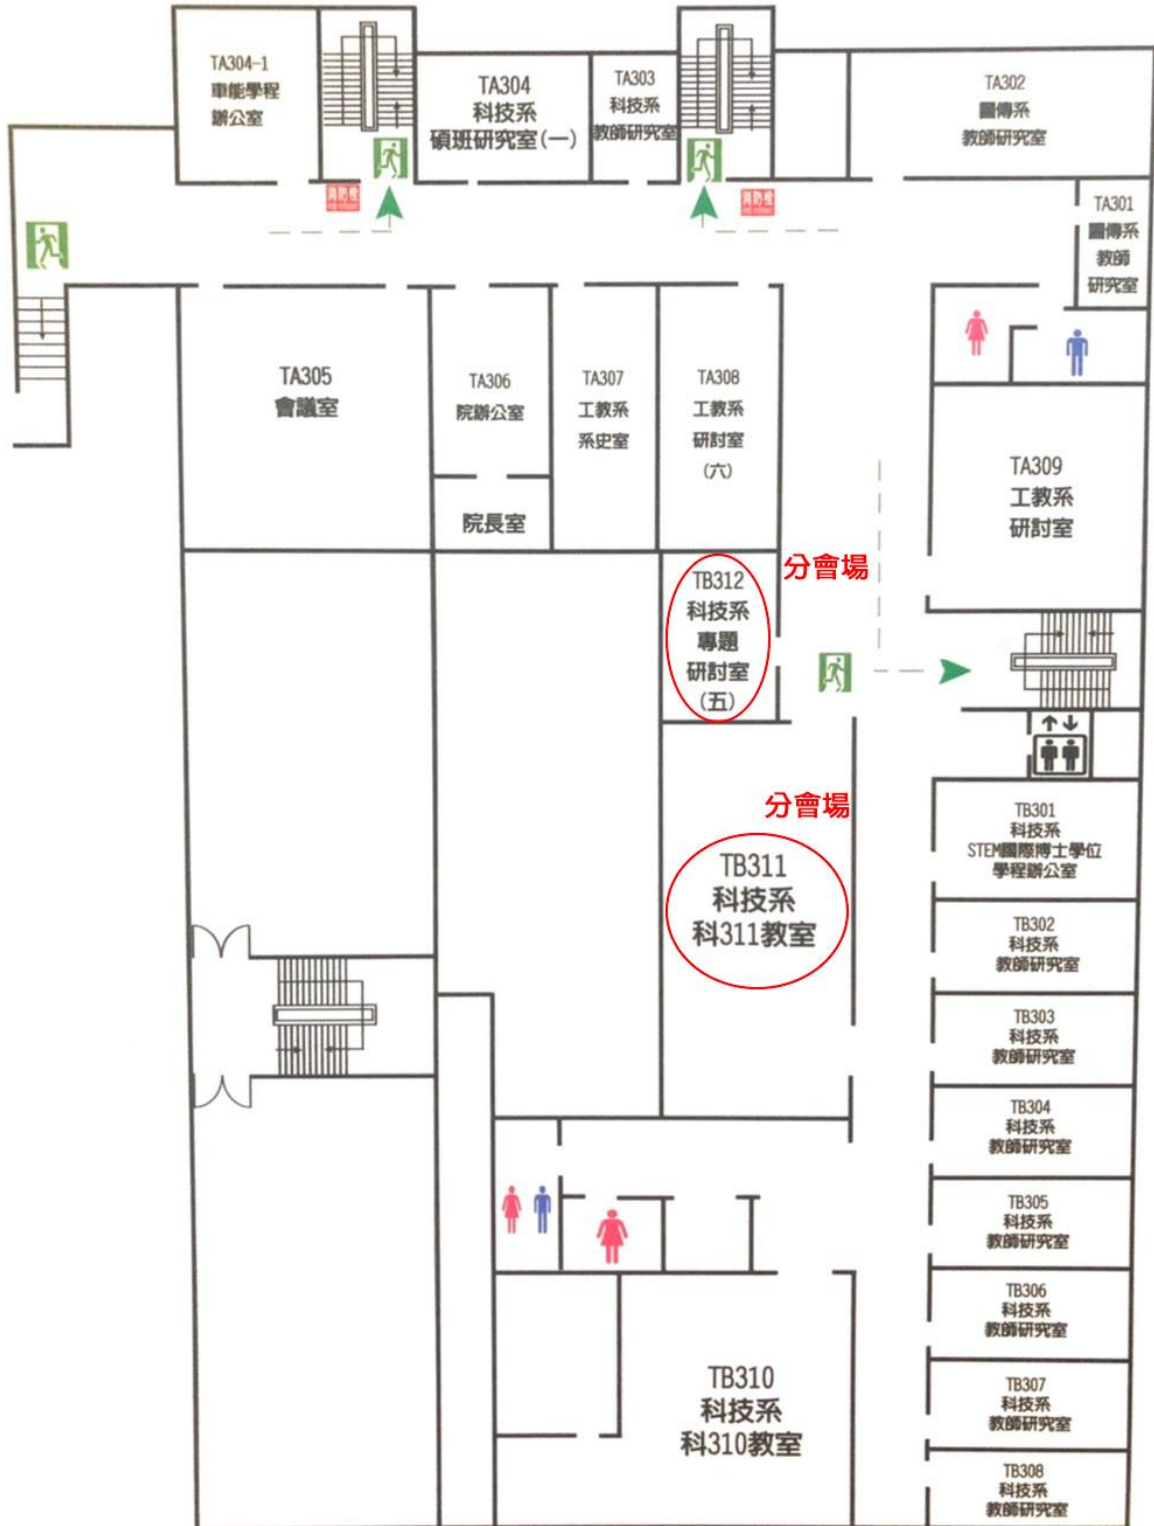 TA304-1
車能學程
辦公室
TA304
科技系
碩班研究室(一)
TA303
科技系
教師研究室
TA302
圖傳系
教師研究室
消防栓
消防栓
TA301
圖傳系
教師
研究室
TA305
會議室
TA306
院辦公室
院長室
TA307
工教系
系史室
TA308
工教系
研討室
(六)
TA309
工教系
研討室
分會場
TB312
科技系
專題
研討室
(五)
分會場
TB311
科技系
科311教室
TB301
科技系
STEM國際博士學位
學程辦公室
TB302
科技系
教師研究室
TB303
科技系
教師研究室
TB304
科技系
教師研究室
TB305
科技系
教師研究室
TB306
科技系
教師研究室
TB307
科技系
教師研究室
TB308
科技系
教師研究室
TB310
科技系
科310教室